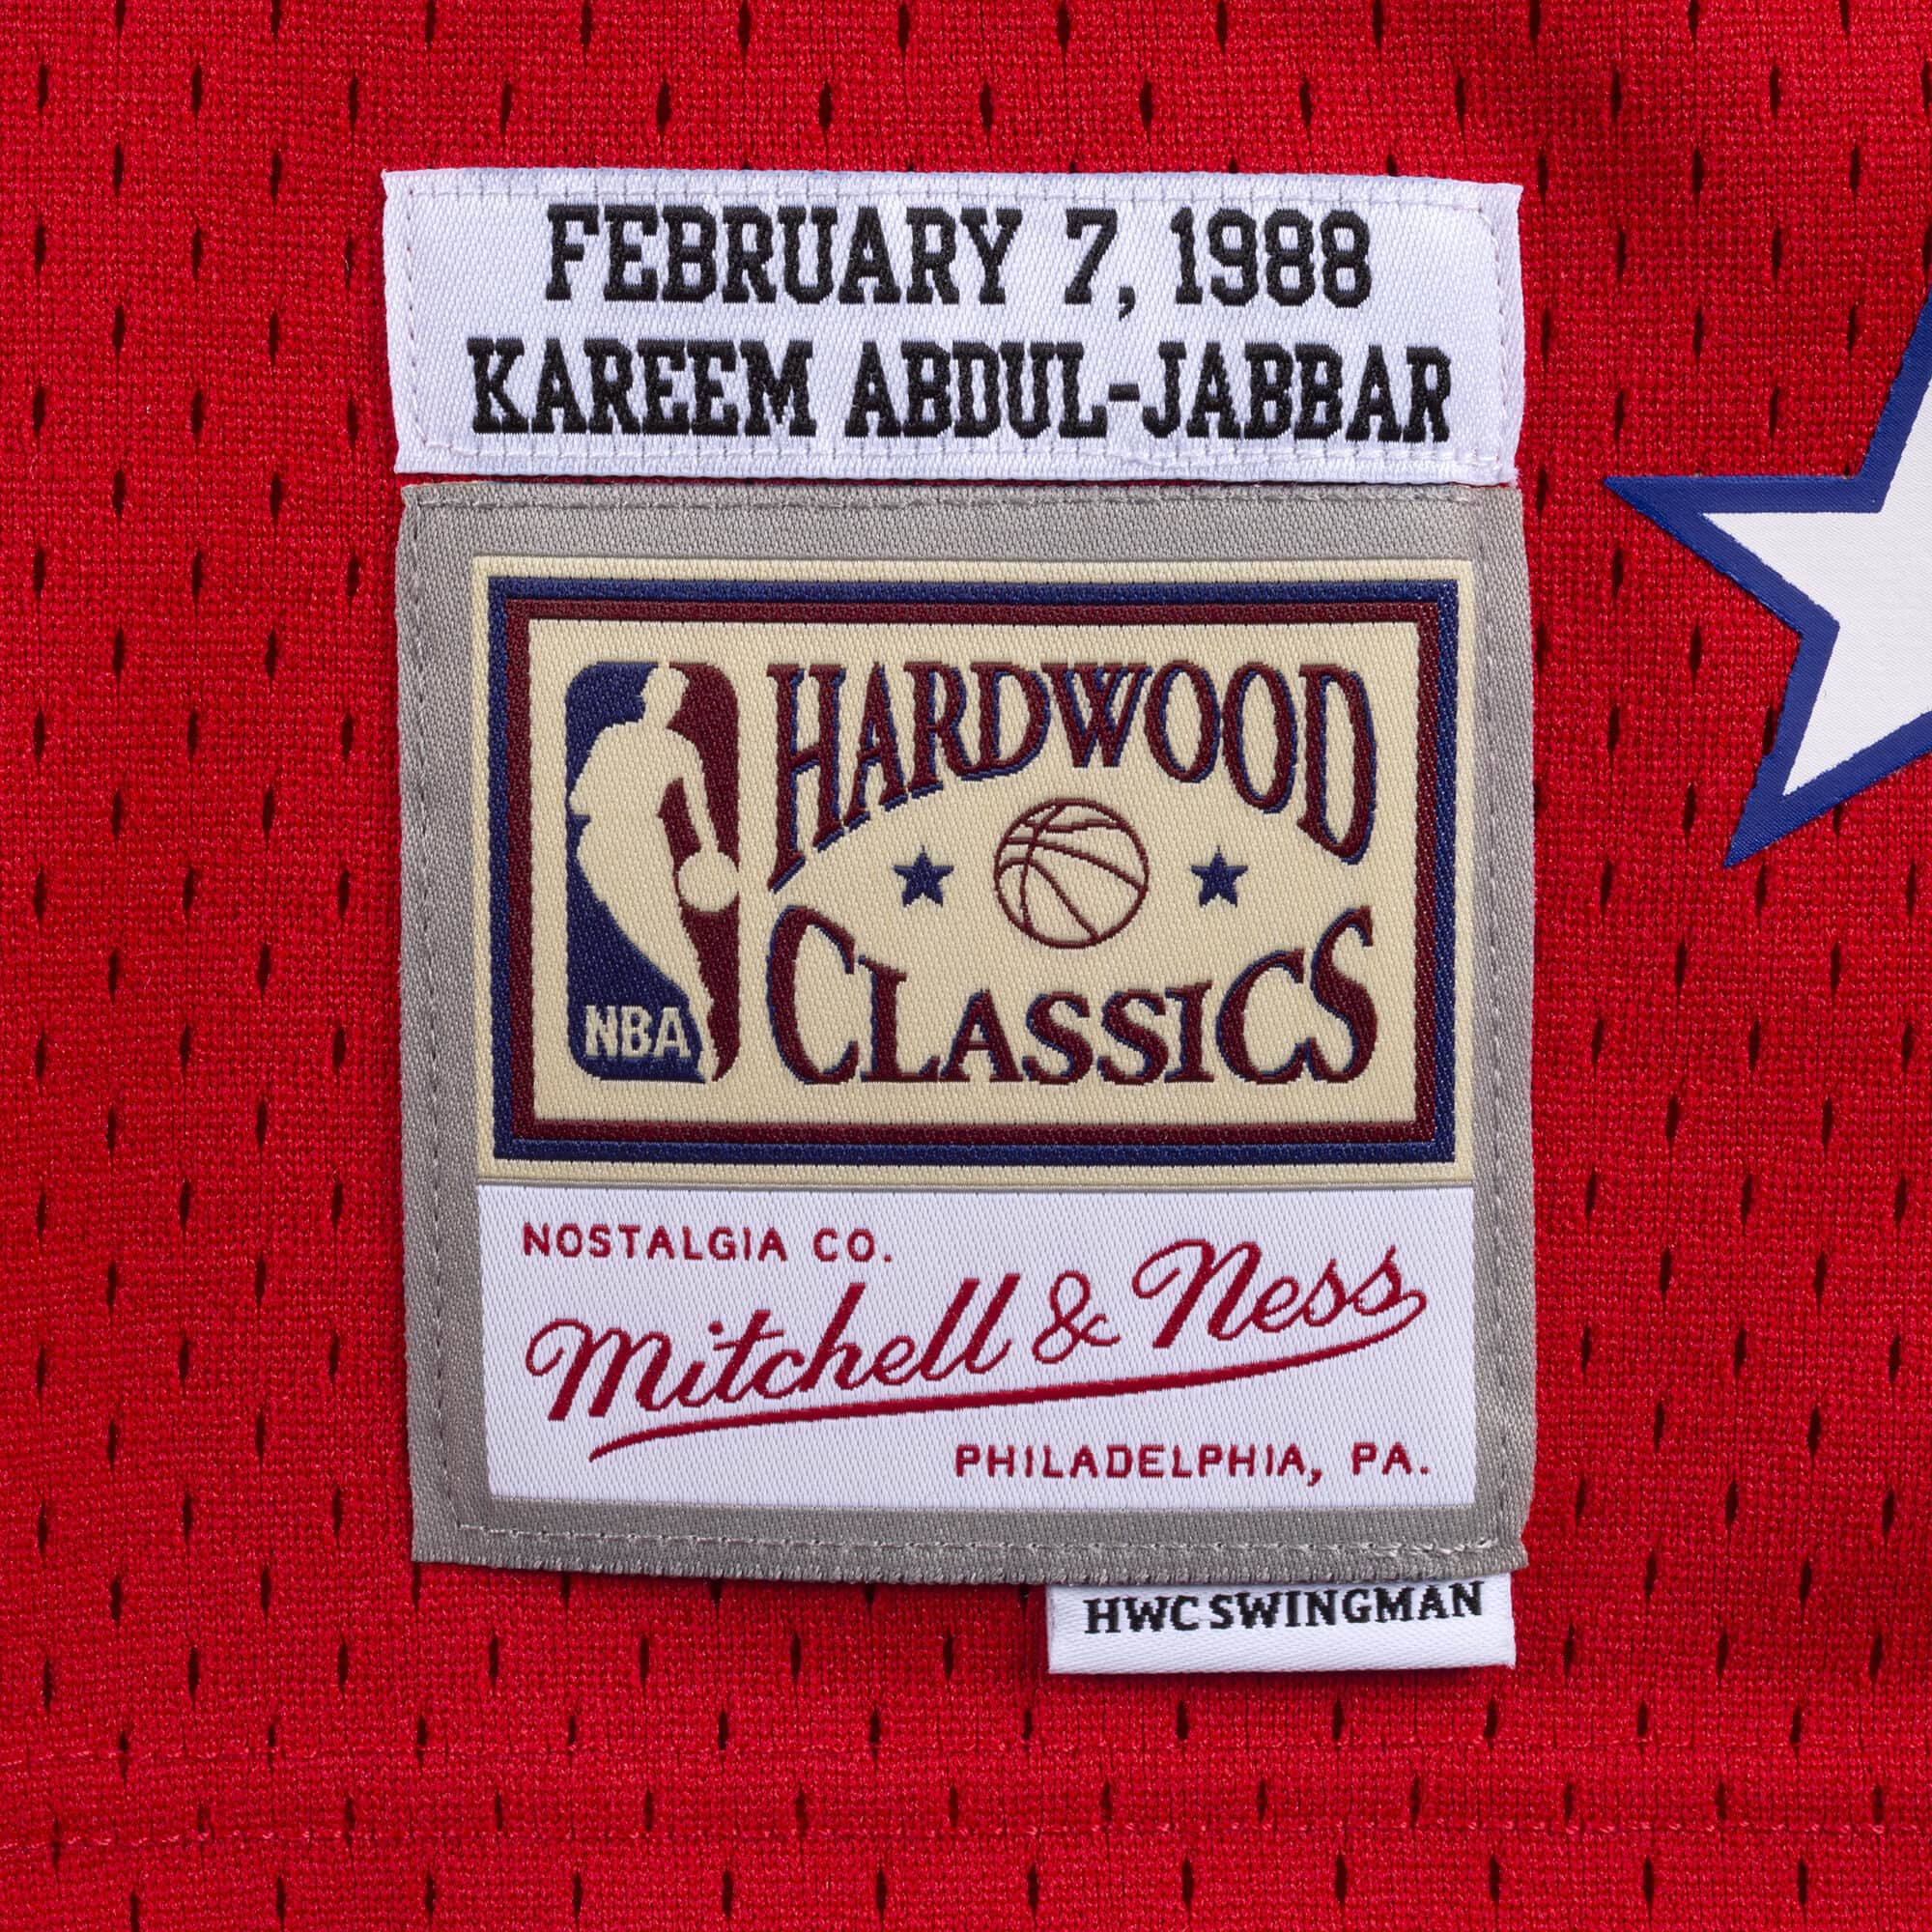 FEBRUARY 7, 1988
KAREEM ABDUL-JABBAR
HARDWOOD
CLASSICS
NBA
NOSTALGIA CO.
Mitchell & Ness
PHILADELPHIA, PA.
HWC SWINGMAN